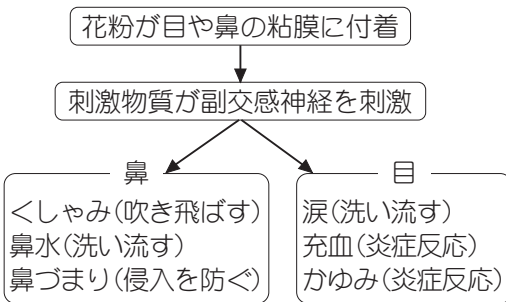 花粉が目や鼻の粘膜に付着
刺激物質が副交感神経を刺激
鼻
くしゃみ(吹き飛ばす)
鼻水(洗い流す)
鼻づまり(侵入を防ぐ)
目
涙(洗い流す)
充血(炎症反応)
かゆみ(炎症反応)